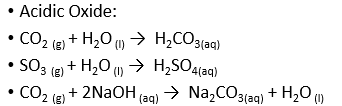 • Acidic Oxide:
• CO₂ (g) + H₂O (l) → H₂CO₃(aq)
• SO₃ (g) + H₂O (l) → H₂SO₄(aq)
• CO₂ (g) + 2NaOH (aq) → Na₂CO₃(aq) + H₂O (l)